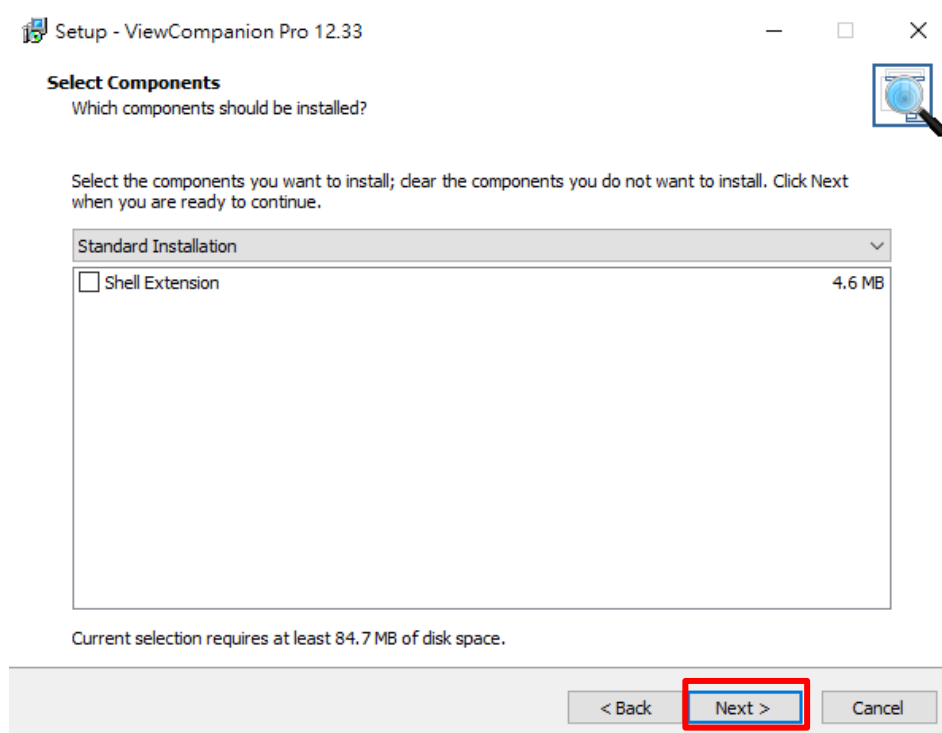 Setup - ViewCompanion Pro 12.33
Select Components
Which components should be installed?
Select the components you want to install; clear the components you do not want to install. Click Next
when you are ready to continue.
Standard Installation
Shell Extension 4.6 MB
Current selection requires at least 84.7 MB of disk space.
< Back Next > Cancel